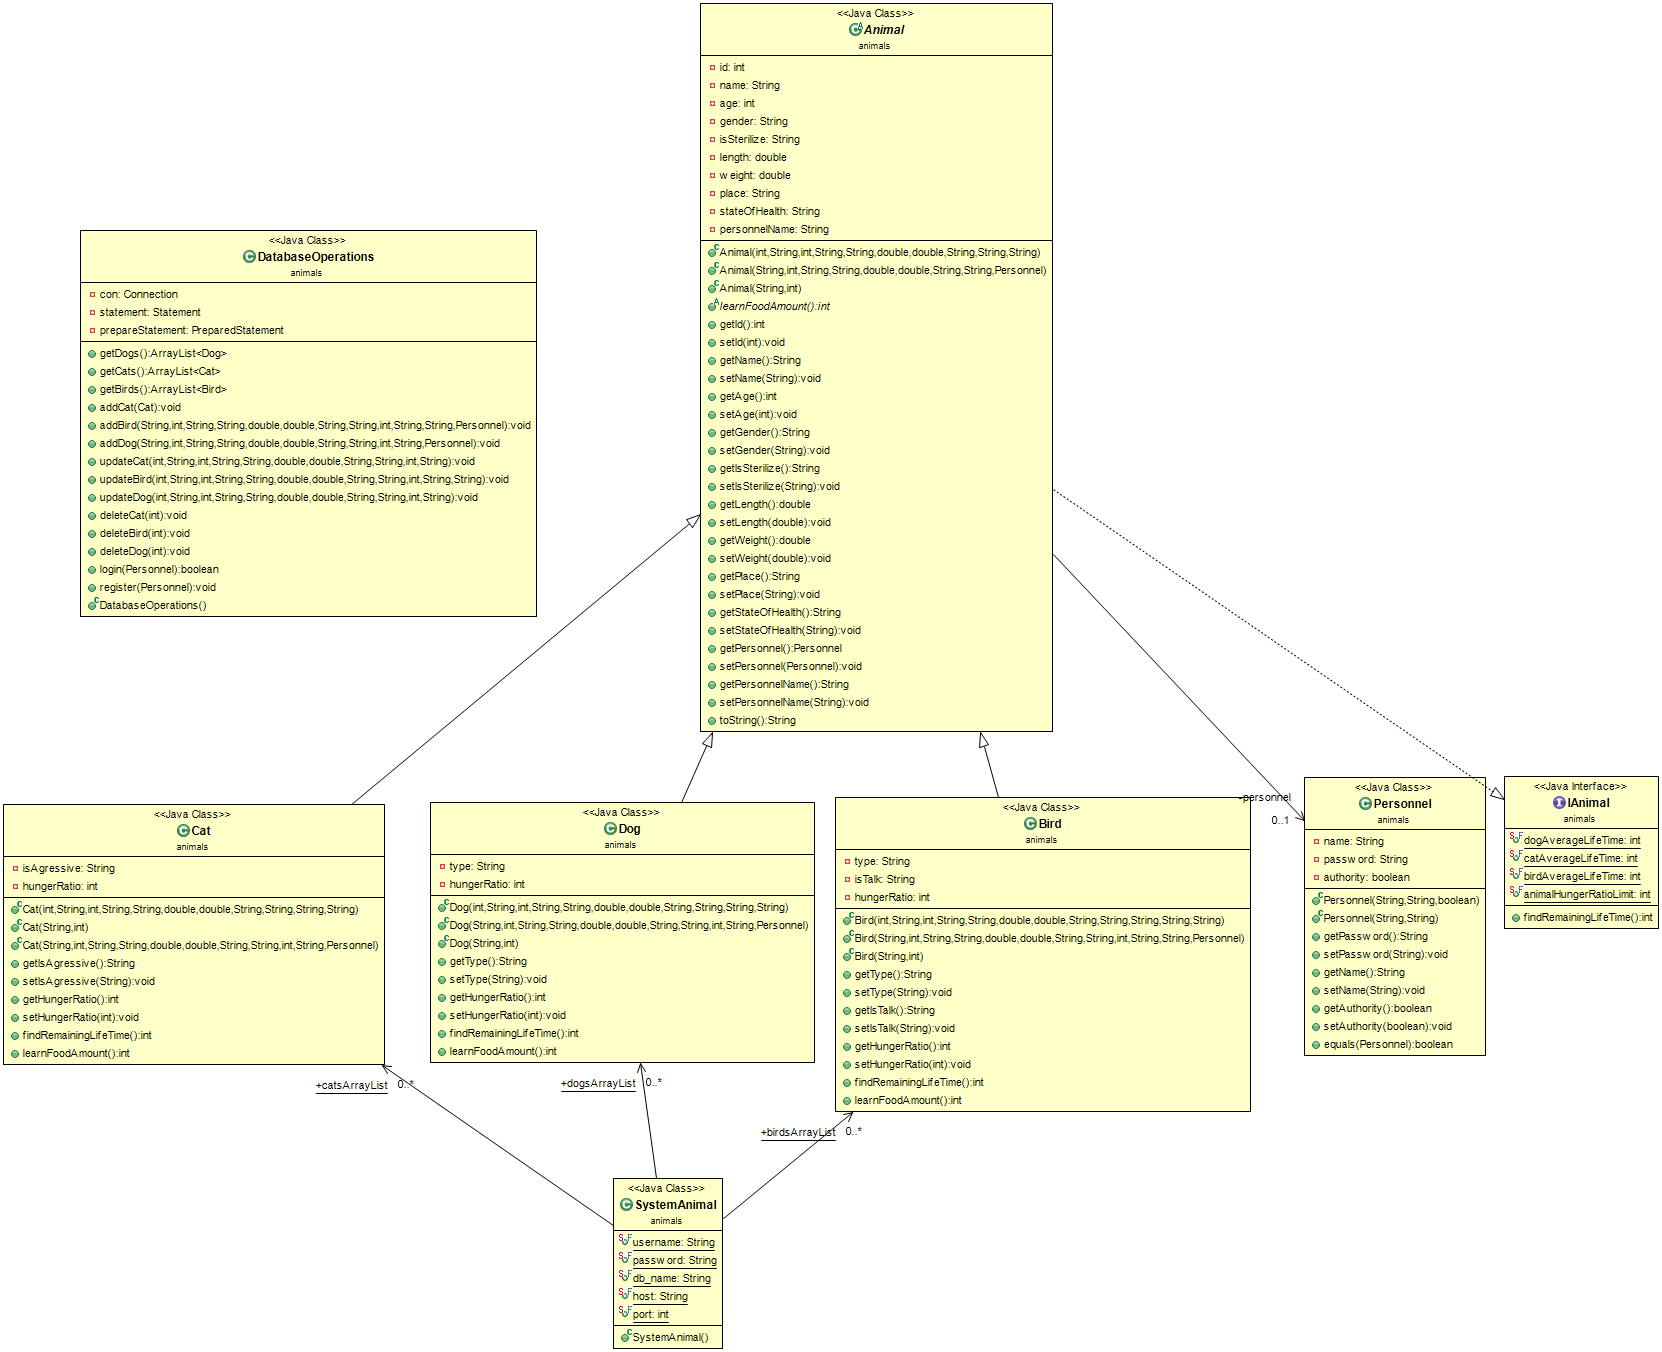 <<Java Class>>
Animal
animals
id: int
name: String
age: int
gender: String
isSterilize: String
length: double
weight: double
place: String
stateOfHealth: String
personnelName: String
Animal(int,String,int,String,String,double,double,String,String,String)
Animal(String,int,String,String,double,double,String,String,Personnel)
Animal(String,int)
learnFoodAmount():int
getId():int
setId(int):void
getName():String
setName(String):void
getAge():int
setAge(int):void
getGender():String
setGender(String):void
getIsSterilize():String
setIsSterilize(String):void
getLength():double
setLength(double):void
getWeight():double
setWeight(double):void
getPlace():String
setPlace(String):void
getStateOfHealth():String
setStateOfHealth(String):void
getPersonnel():Personnel
setPersonnel(Personnel):void
getPersonnelName():String
setPersonnelName(String):void
toString():String
<<Java Class>>
DatabaseOperations
animals
con: Connection
statement: Statement
prepareStatement: PreparedStatement
getDogs():ArrayList<Dog>
getCats():ArrayList<Cat>
getBirds():ArrayList<Bird>
addCat(Cat):void
addBird(String,int,String,String,double,double,String,String,int,String,String,Personnel):void
addDog(String,int,String,String,double,double,String,String,int,String,Personnel):void
updateCat(int,String,int,String,String,double,double,String,String,int,String):void
updateBird(int,String,int,String,String,double,double,String,String,int,String,String):void
updateDog(int,String,int,String,String,double,double,String,String,int,String):void
deleteCat(int):void
deleteBird(int):void
deleteDog(int):void
login(Personnel):boolean
register(Personnel):void
DatabaseOperations()
<<Java Class>>
Cat
animals
isAgressive: String
hungerRatio: int
Cat(int,String,int,String,String,double,double,String,String,String,String)
Cat(String,int)
Cat(String,int,String,String,double,double,String,String,int,String,Personnel)
getIsAgressive():String
setIsAgressive(String):void
getHungerRatio():int
setHungerRatio(int):void
findRemainingLifeTime():int
learnFoodAmount():int
<<Java Class>>
Dog
animals
type: String
hungerRatio: int
Dog(int,String,int,String,String,double,double,String,String,String,String)
Dog(String,int,String,String,double,double,String,String,int,String,Personnel)
Dog(String,int)
getType():String
setType(String):void
getHungerRatio():int
setHungerRatio(int):void
findRemainingLifeTime():int
learnFoodAmount():int
<<Java Class>>
Bird
animals
type: String
isTalk: String
hungerRatio: int
Bird(int,String,int,String,String,double,double,String,String,String,String,String)
Bird(String,int,String,String,double,double,String,String,int,String,String,Personnel)
Bird(String,int)
getType():String
setType(String):void
getIsTalk():String
setIsTalk(String):void
getHungerRatio():int
setHungerRatio(int):void
findRemainingLifeTime():int
learnFoodAmount():int
-personnel
0..1
<<Java Class>>
Personnel
animals
name: String
password: String
authority: boolean
Personnel(String,String,boolean)
Personnel(String,String)
getPassword():String
setPassword(String):void
getName():String
setName(String):void
getAuthority():boolean
setAuthority(boolean):void
equals(Personnel):boolean
<<Java Interface>>
IAnimal
animals
dogAverageLifeTime: int
catAverageLifeTime: int
birdAverageLifeTime: int
animalHungerRatioLimit: int
findRemainingLifeTime():int
+catsArrayList 0..*
+dogsArrayList 0..*
+birdsArrayList 0..*
<<Java Class>>
SystemAnimal
animals
username: String
password: String
db_name: String
host: String
port: int
SystemAnimal()